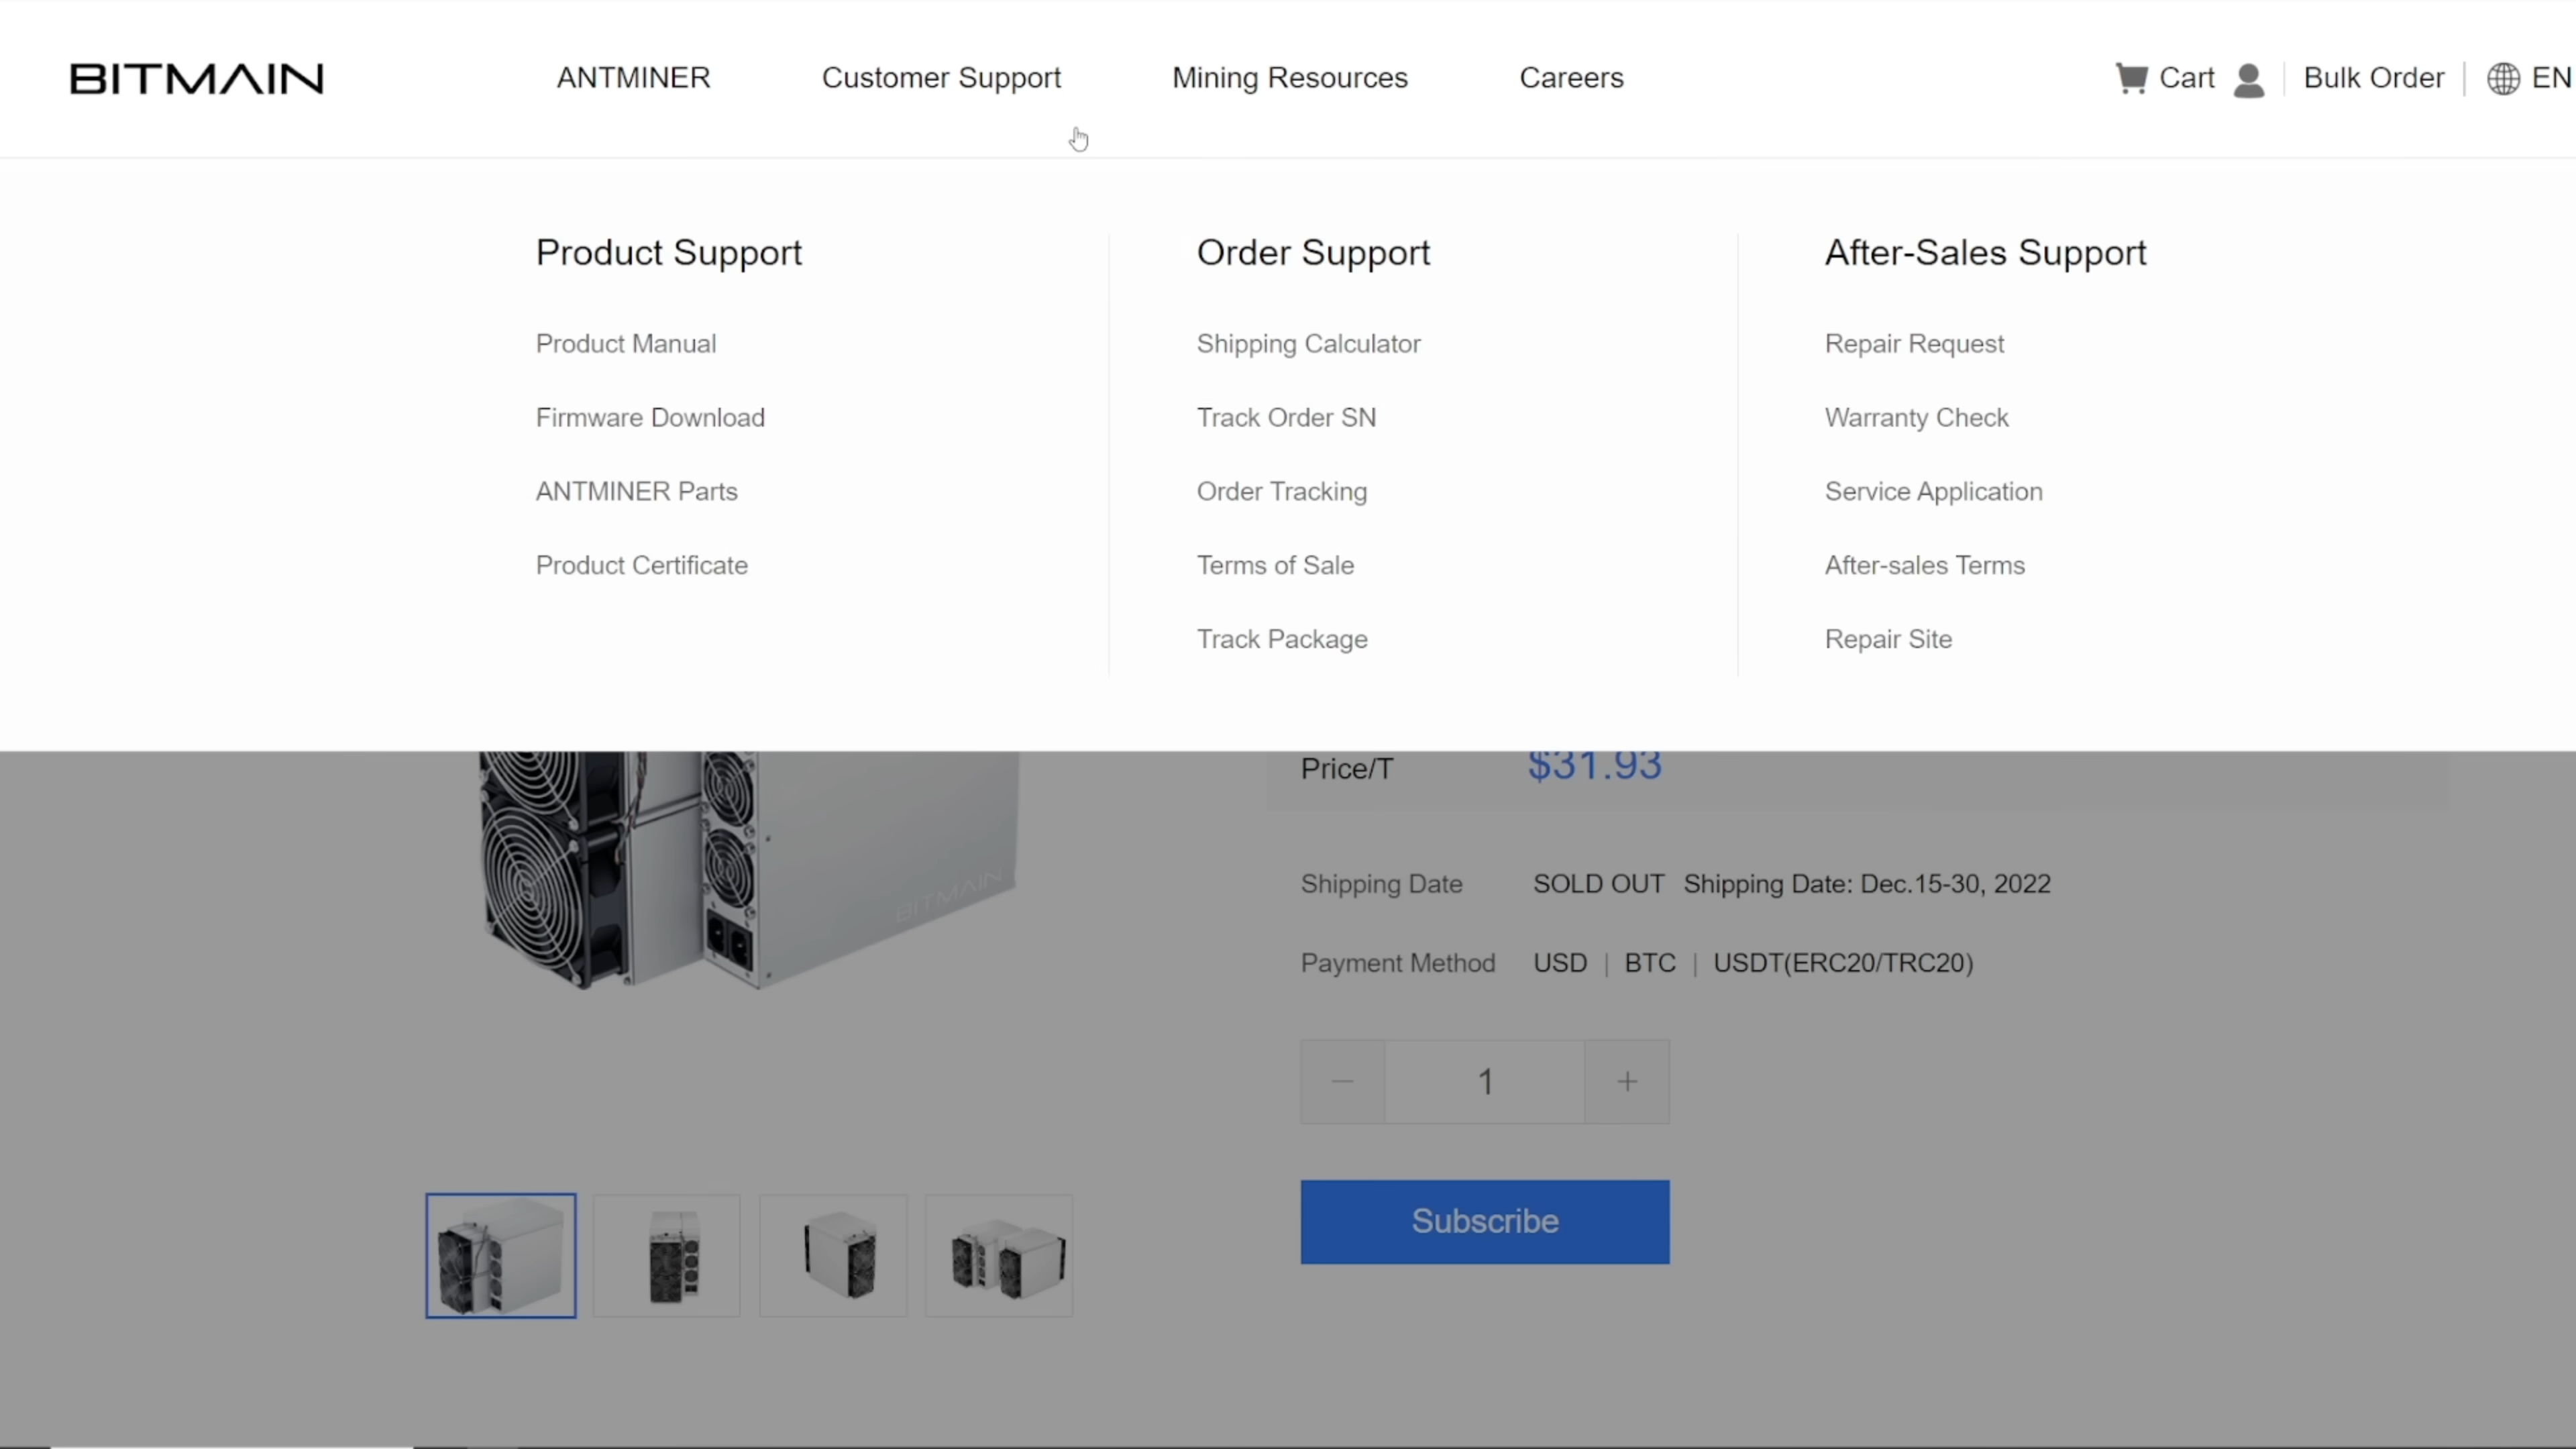 BITMAIN
ANTMINER
Customer Support
Mining Resources
Careers
Cart
Bulk Order
EN
Product Support
Product Manual
Firmware Download
ANTMINER Parts
Product Certificate
Order Support
Shipping Calculator
Track Order SN
Order Tracking
Terms of Sale
Track Package
After-Sales Support
Repair Request
Warranty Check
Service Application
After-sales Terms
Repair Site
BITMAIN
Price/T $31.93
Shipping Date SOLD OUT Shipping Date: Dec.15-30, 2022
Payment Method USD | BTC | USDT(ERC20/TRC20)
— 1 +
Subscribe